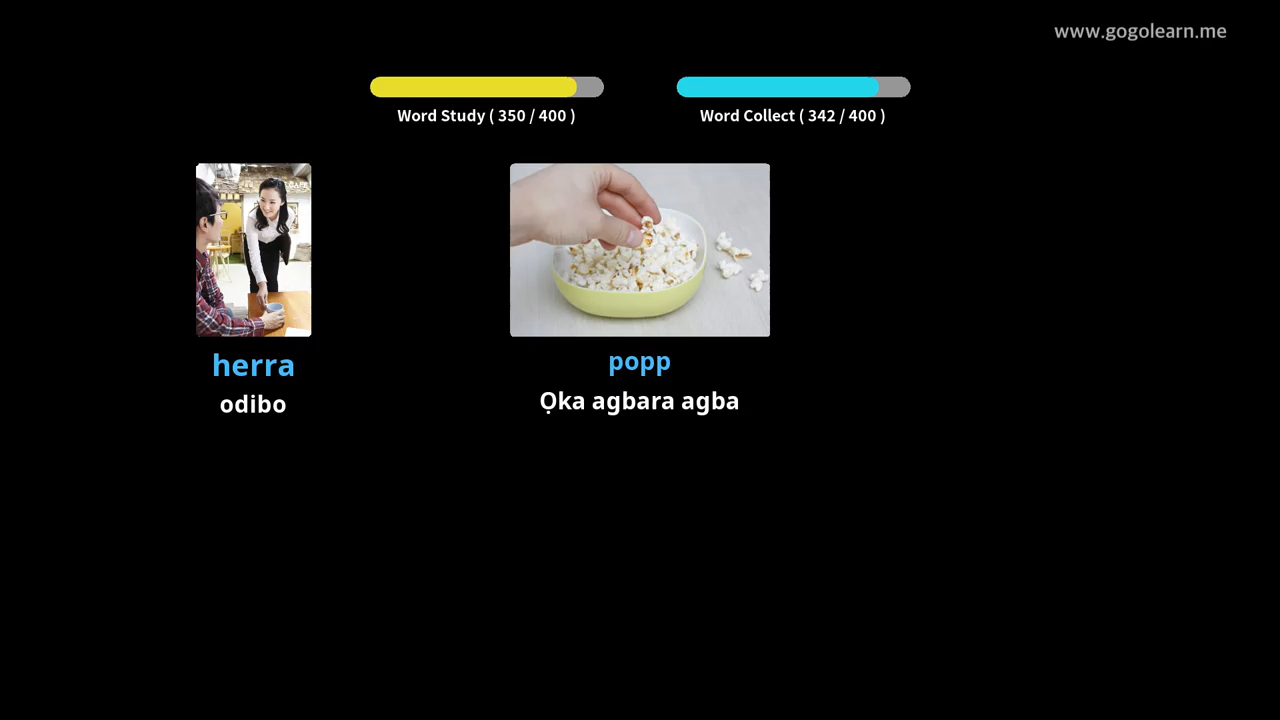 www.gogolearn.me
Word Study ( 350 / 400 )
Word Collect ( 342 / 400 )
herra
odibo
popp
Ọka agbara agba